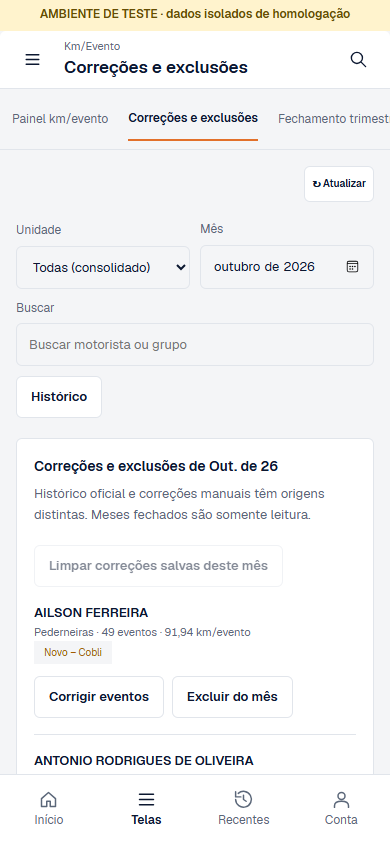 AMBIENTE DE TESTE · dados isolados de homologação
Km/Evento
Correções e exclusões
Painel km/evento
Correções e exclusões
Fechamento trimest
↻ Atualizar
Unidade
Mês
Todas (consolidado)
outubro de 2026
Buscar
Buscar motorista ou grupo
Histórico
Correções e exclusões de Out. de 26
Histórico oficial e correções manuais têm origens
distintas. Meses fechados são somente leitura.
Limpar correções salvas deste mês
AILSON FERREIRA
Pederneiras · 49 eventos · 91,94 km/evento
Novo – Cobli
Corrigir eventos
Excluir do mês
ANTONIO RODRIGUES DE OLIVEIRA
Início
Telas
Recentes
Conta